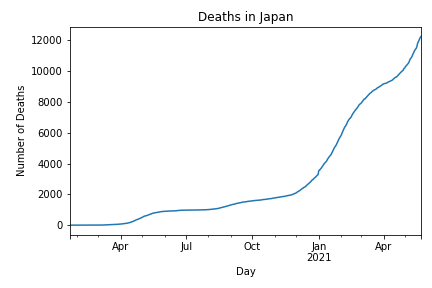 Deaths in Japan
Number of Deaths
12000
10000
8000
6000
4000
2000
0
Apr
Jul
Oct
Jan
2021
Apr
Day